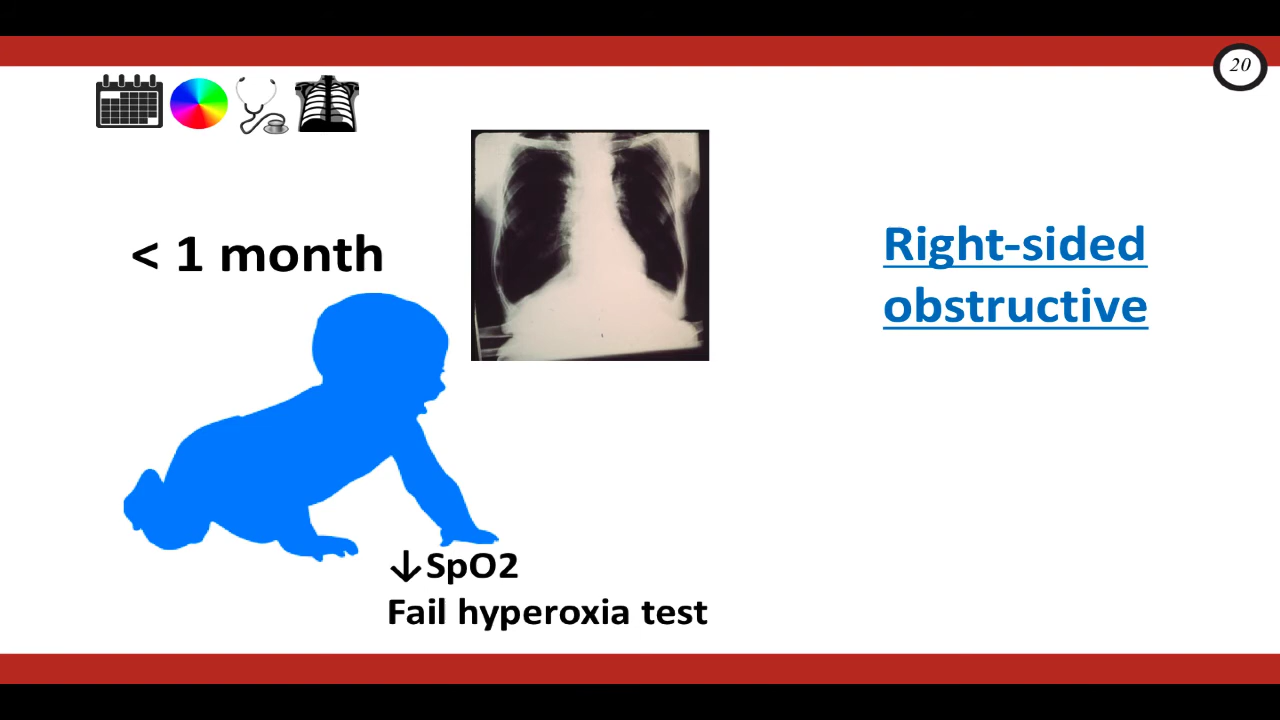 20
< 1 month
Right-sided
obstructive
↓SpO2
Fail hyperoxia test